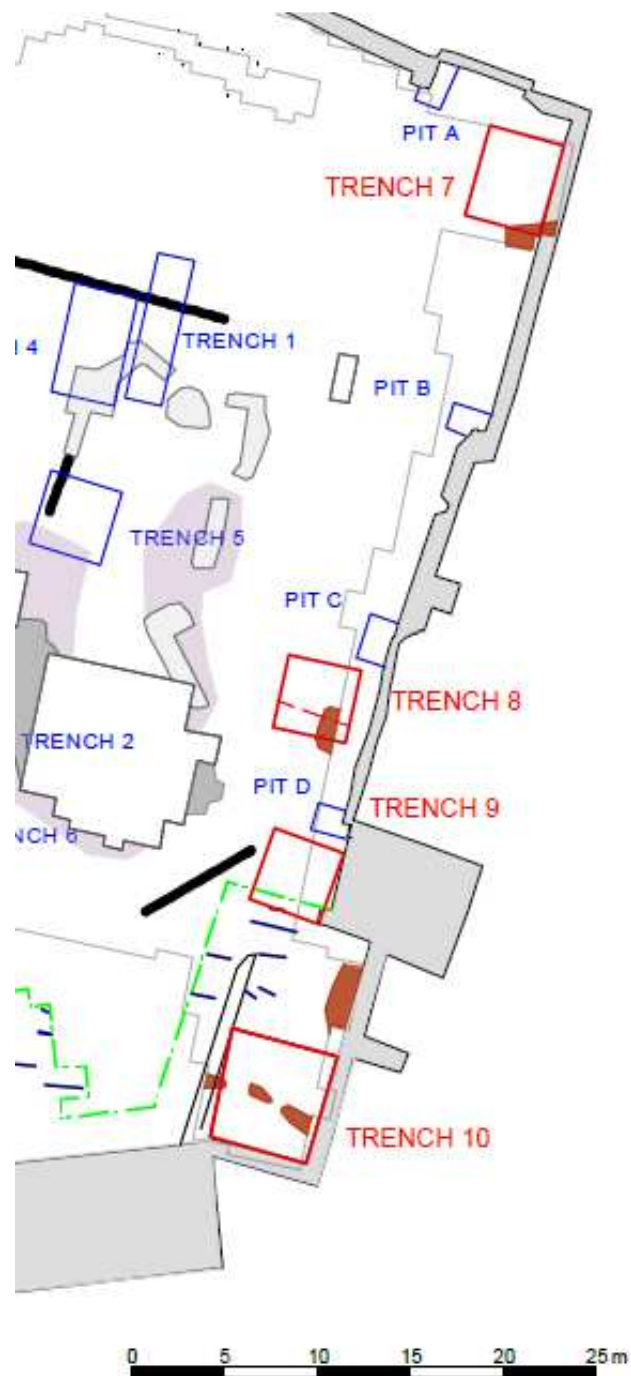 PIT A
TRENCH 7
TRENCH 1
4
PIT B
TRENCH 5
PIT C
TRENCH 8
TRENCH 2
PIT D
TRENCH 9
NCH 6
TRENCH 10
0 5 10 15 20 25 m